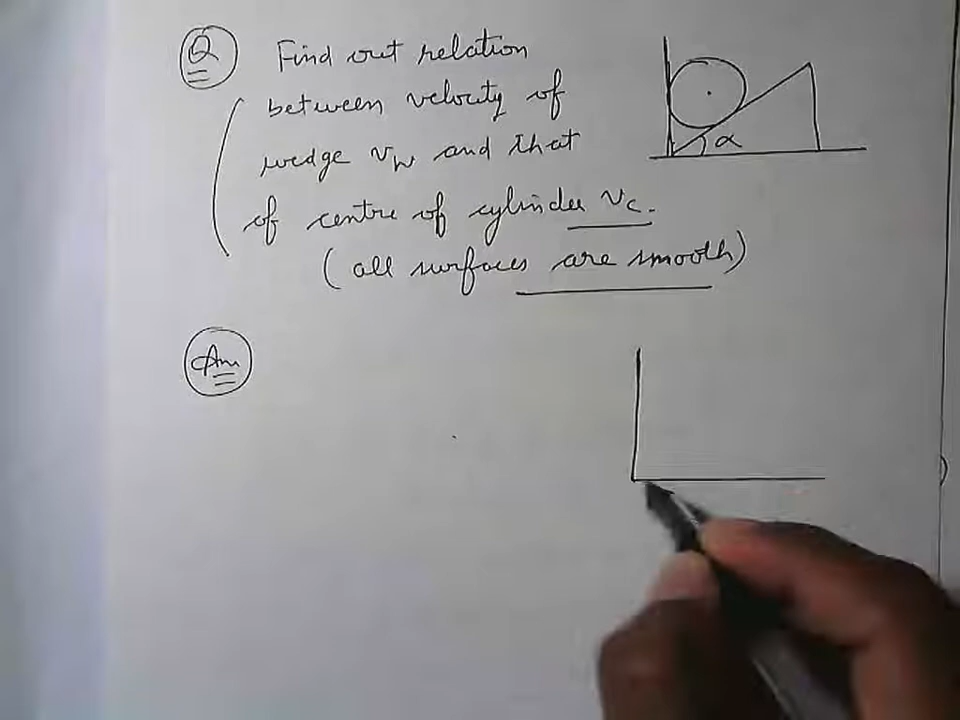 Q Find out relation
between velocity of
wedge v_w and that
of centre of cylinder v_c.
(all surfaces are smooth)
α
Ans